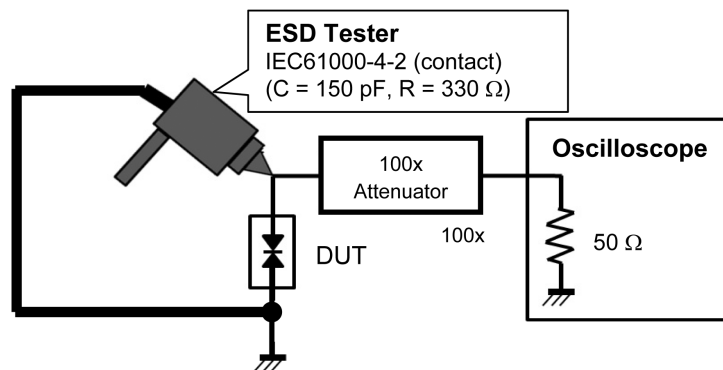 ESD Tester
IEC61000-4-2 (contact)
(C = 150 pF, R = 330 Ω)
100x
Attenuator
100x
Oscilloscope
50 Ω
DUT